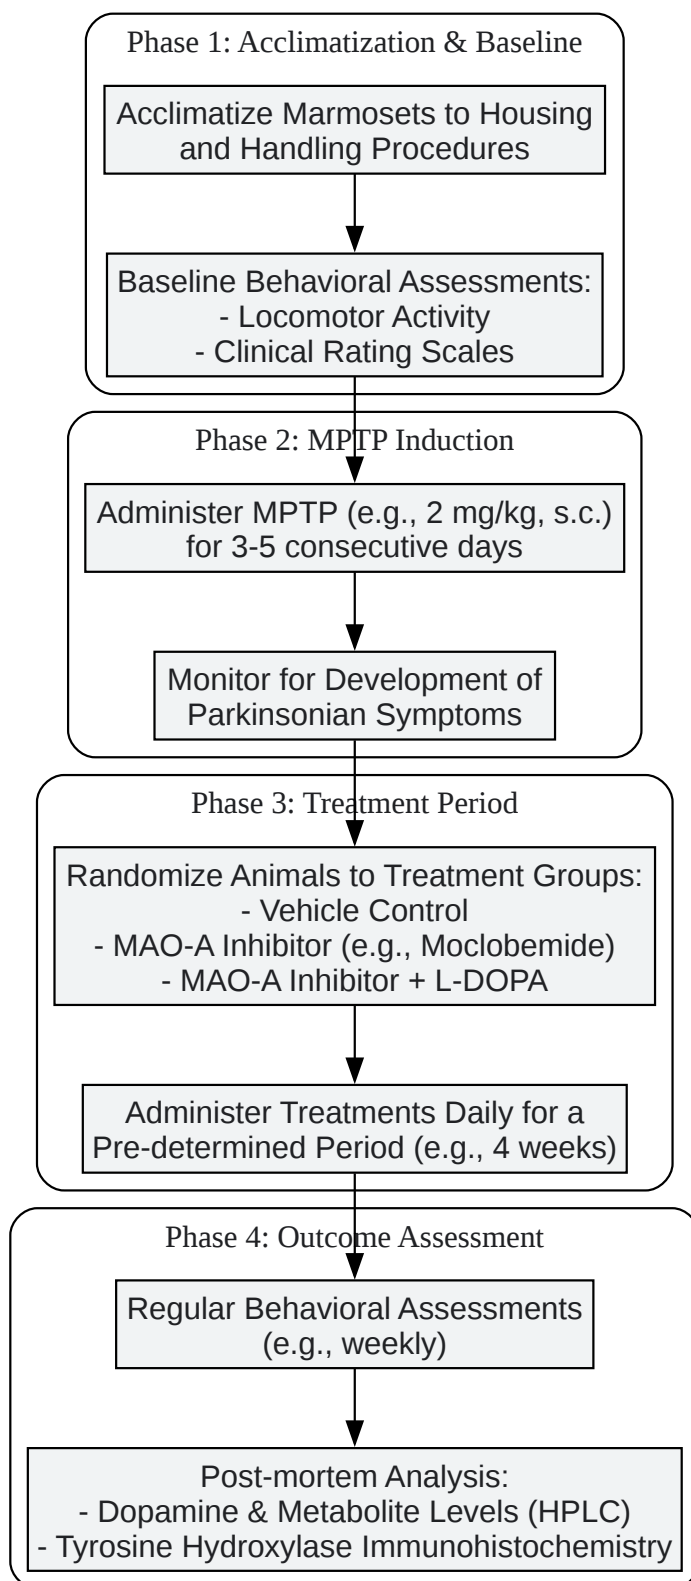 Phase 1: Acclimatization & Baseline
Acclimatize Marmosets to Housing
and Handling Procedures
Baseline Behavioral Assessments:
- Locomotor Activity
- Clinical Rating Scales
Phase 2: MPTP Induction
Administer MPTP (e.g., 2 mg/kg, s.c.)
for 3-5 consecutive days
Monitor for Development of
Parkinsonian Symptoms
Phase 3: Treatment Period
Randomize Animals to Treatment Groups:
- Vehicle Control
- MAO-A Inhibitor (e.g., Moclobemide)
- MAO-A Inhibitor + L-DOPA
Administer Treatments Daily for a
Pre-determined Period (e.g., 4 weeks)
Phase 4: Outcome Assessment
Regular Behavioral Assessments
(e.g., weekly)
Post-mortem Analysis:
- Dopamine & Metabolite Levels (HPLC)
- Tyrosine Hydroxylase Immunohistochemistry